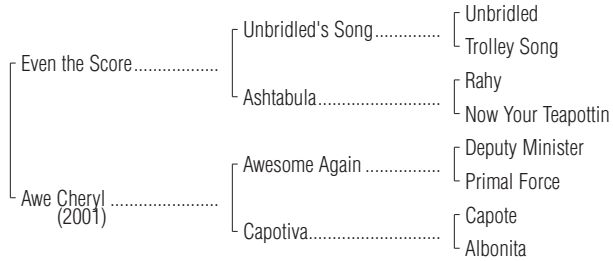 Unbridled
Unbridled's Song..............
Trolley Song
Even the Score..................
Rahy
Ashtabula..........................
Now Your Teapottin
Deputy Minister
Awesome Again ................
Primal Force
Awe Cheryl .......................
(2001)
Capote
Capotiva............................
Albonita